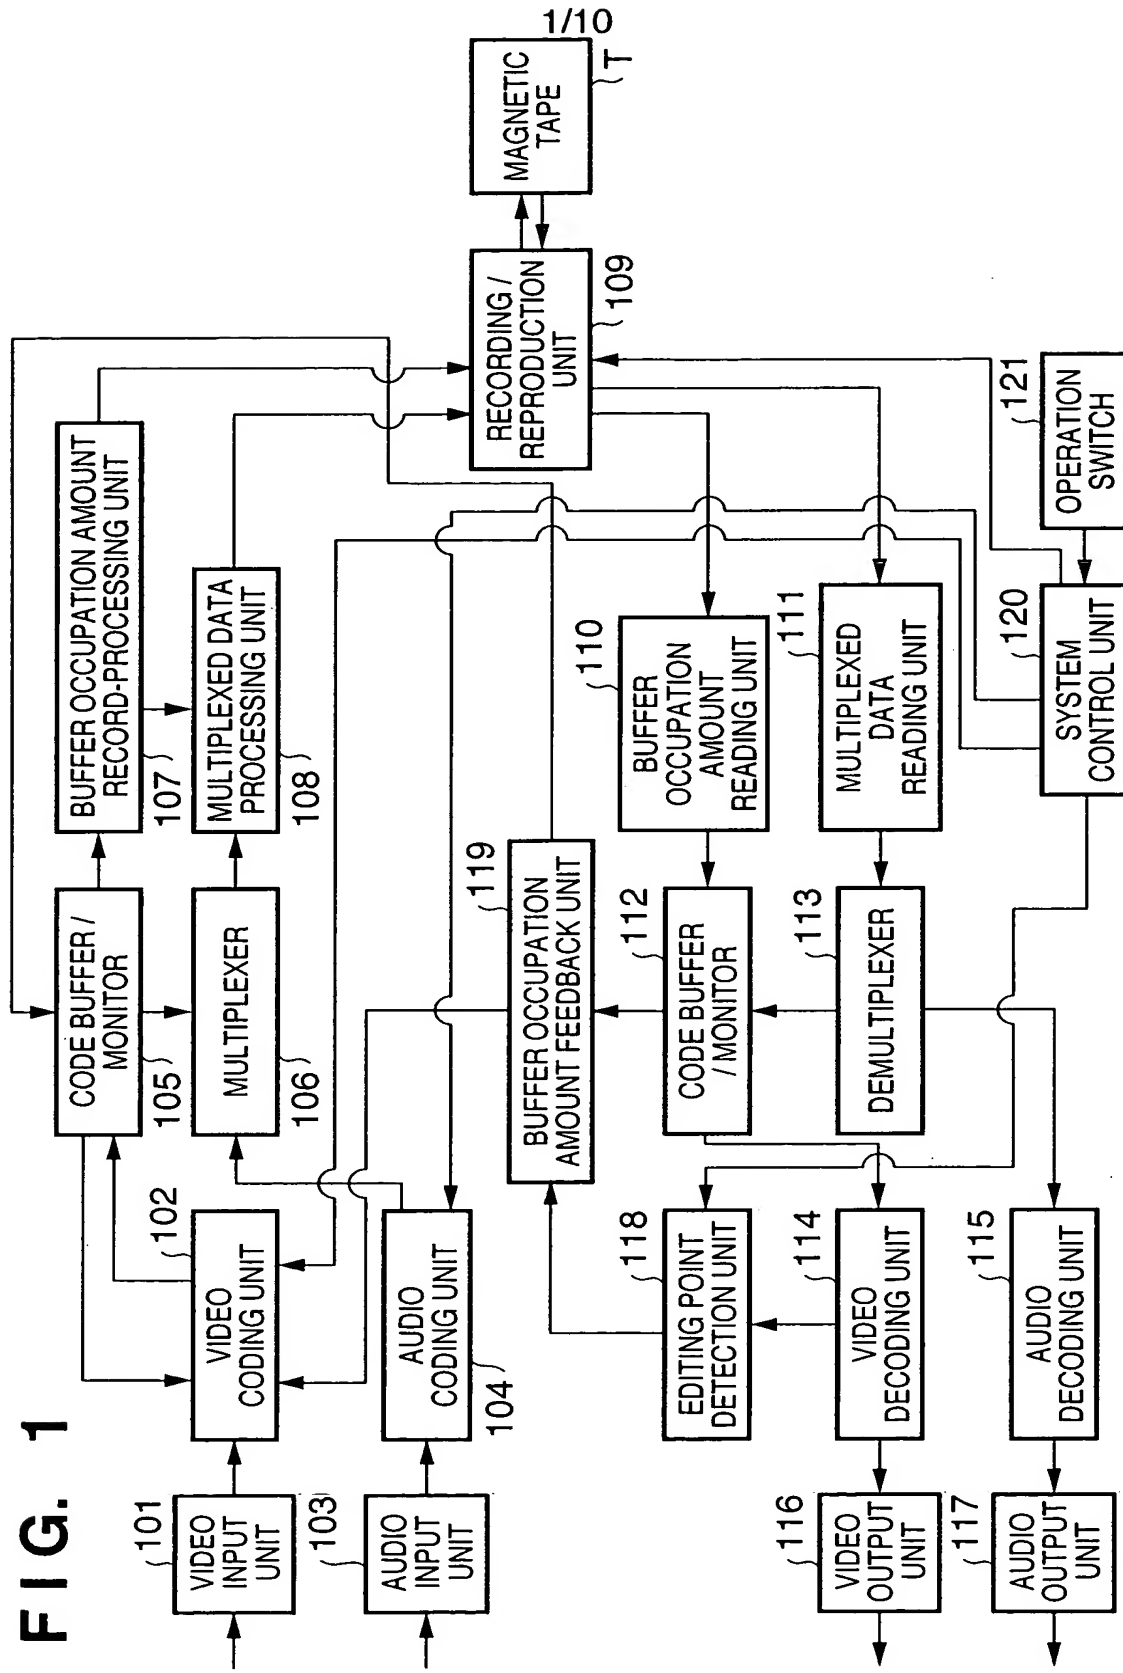 1/10
FIG. 1
VIDEO
INPUT
UNIT
101
VIDEO
CODING UNIT
102
AUDIO
INPUT
UNIT
103
AUDIO
CODING UNIT
104
CODE BUFFER /
MONITOR
105
MULTIPLEXER
106
BUFFER OCCUPATION AMOUNT
RECORD-PROCESSING UNIT
107
MULTIPLEXED DATA
PROCESSING UNIT
108
RECORDING /
REPRODUCTION
UNIT
109
MAGNETIC
TAPE
T
BUFFER
OCCUPATION
AMOUNT
READING UNIT
110
MULTIPLEXED
DATA
READING UNIT
111
CODE BUFFER
/ MONITOR
112
DEMULTIPLEXER
113
VIDEO
DECODING UNIT
114
AUDIO
DECODING UNIT
115
VIDEO
OUTPUT
UNIT
116
AUDIO
OUTPUT
UNIT
117
EDITING POINT
DETECTION UNIT
118
BUFFER OCCUPATION
AMOUNT FEEDBACK UNIT
119
SYSTEM
CONTROL UNIT
120
OPERATION
SWITCH
121